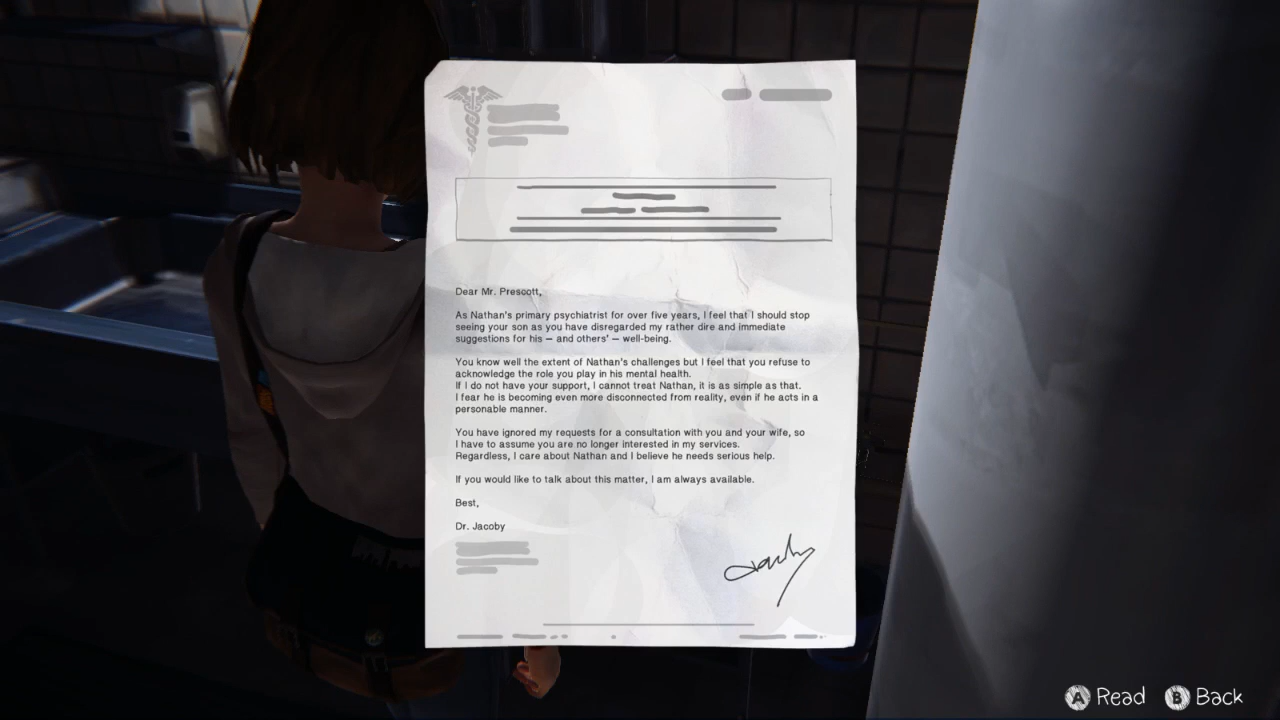 Dear Mr. Prescott,
As Nathan's primary psychiatrist for over five years, I feel that I should stop
seeing your son as you have disregarded my rather dire and immediate
suggestions for his — and others' — well-being.
You know well the extent of Nathan's challenges but I feel that you refuse to
acknowledge the role you play in his mental health.
If I do not have your support, I cannot treat Nathan, it is as simple as that.
I fear he is becoming even more disconnected from reality, even if he acts in a
personable manner.
You have ignored my requests for a consultation with you and your wife, so
I have to assume you are no longer interested in my services.
Regardless, I care about Nathan and I believe he needs serious help.
If you would like to talk about this matter, I am always available.
Best,
Dr. Jacoby
A Read B Back